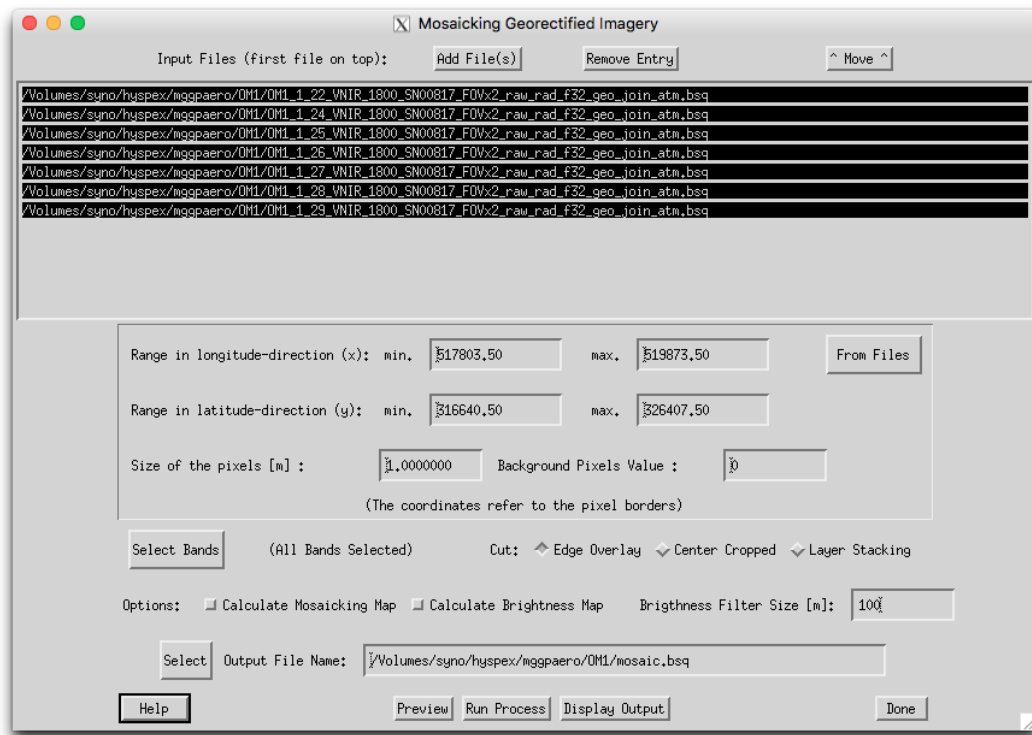 Mosaicking Georectified Imagery
Input Files (first file on top): Add File(s) Remove Entry ^ Move ^
/Volumes/syno/hyspex/mggpaero/OM1/OM1_1_22_VNIR_1800_SN00817_FOVx2_raw_rad_f32_geo_join_atm.bsq
/Volumes/syno/hyspex/mggpaero/OM1/OM1_1_24_VNIR_1800_SN00817_FOVx2_raw_rad_f32_geo_join_atm.bsq
/Volumes/syno/hyspex/mggpaero/OM1/OM1_1_25_VNIR_1800_SN00817_FOVx2_raw_rad_f32_geo_join_atm.bsq
/Volumes/syno/hyspex/mggpaero/OM1/OM1_1_26_VNIR_1800_SN00817_FOVx2_raw_rad_f32_geo_join_atm.bsq
/Volumes/syno/hyspex/mggpaero/OM1/OM1_1_27_VNIR_1800_SN00817_FOVx2_raw_rad_f32_geo_join_atm.bsq
/Volumes/syno/hyspex/mggpaero/OM1/OM1_1_28_VNIR_1800_SN00817_FOVx2_raw_rad_f32_geo_join_atm.bsq
/Volumes/syno/hyspex/mggpaero/OM1/OM1_1_29_VNIR_1800_SN00817_FOVx2_raw_rad_f32_geo_join_atm.bsq
Range in longitude-direction (x): min. 517803.50 max. 519873.50 From Files
Range in latitude-direction (y): min. 316640.50 max. 326407.50
Size of the pixels [m] : 1.0000000 Background Pixels Value : 0
(The coordinates refer to the pixel borders)
Select Bands (All Bands Selected) Cut: Edge Overlay Center Cropped Layer Stacking
Options: Calculate Mosaicking Map Calculate Brightness Map Brigthness Filter Size [m]: 100
Select Output File Name: /Volumes/syno/hyspex/mggpaero/OM1/mosaic.bsq
Help Preview Run Process Display Output Done